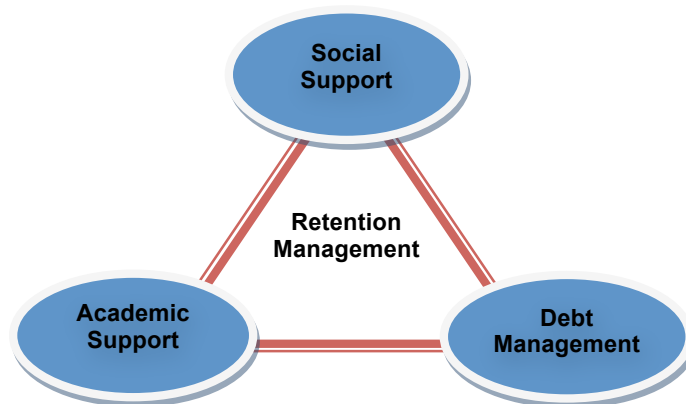 Social
Support
Retention
Management
Academic
Support
Debt
Management